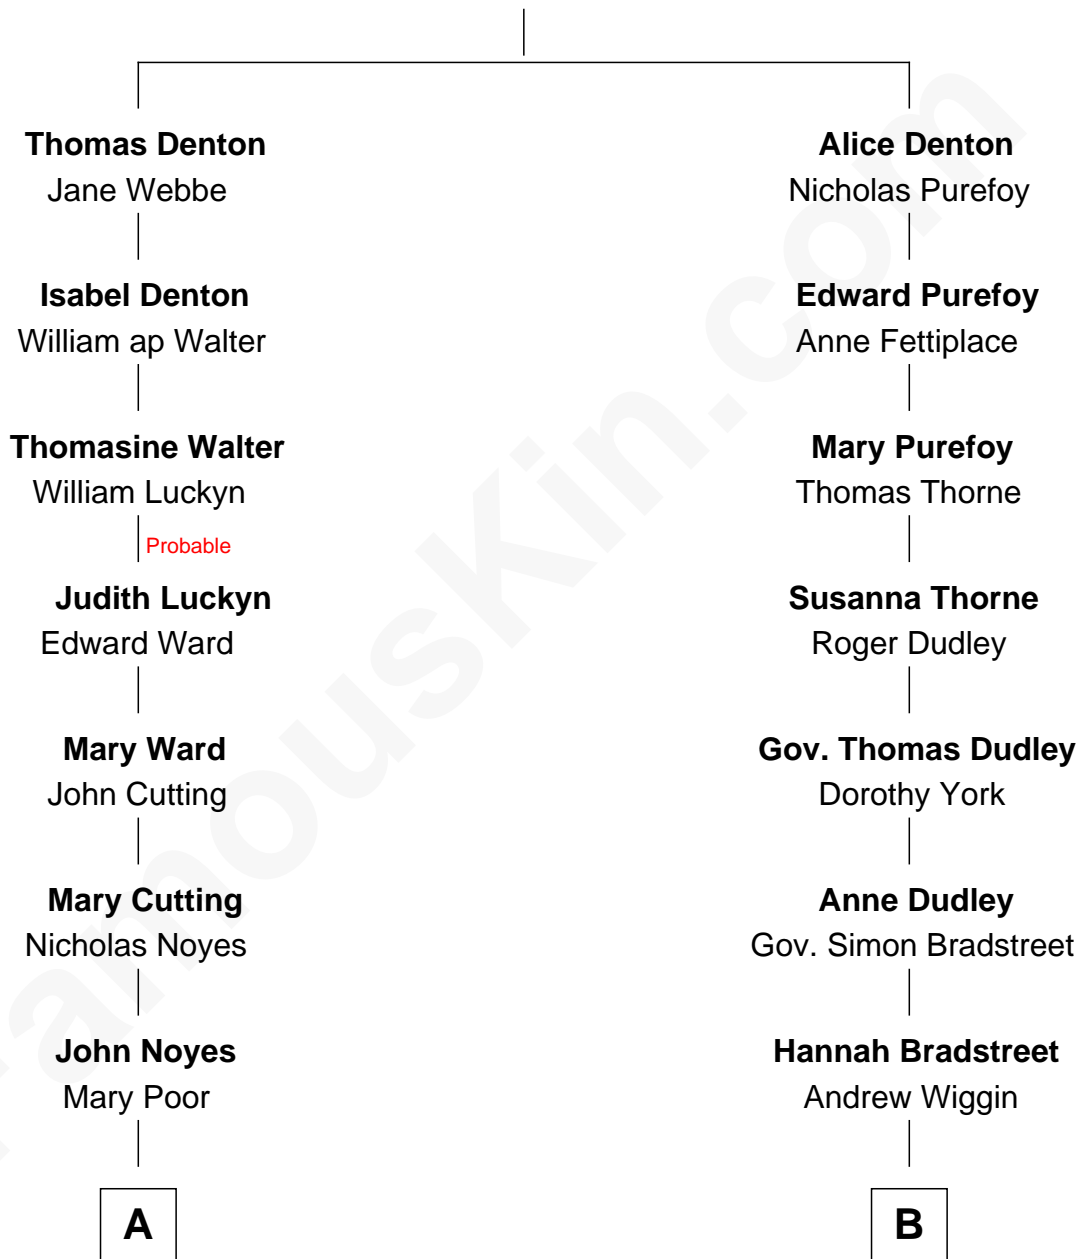 Thomas Denton
Jane Webbe
Isabel Denton
William ap Walter
Thomasine Walter
William Luckyn
Probable
Judith Luckyn
Edward Ward
Mary Ward
John Cutting
Mary Cutting
Nicholas Noyes
John Noyes
Mary Poor
A
Alice Denton
Nicholas Purefoy
Edward Purefoy
Anne Fettiplace
Mary Purefoy
Thomas Thorne
Susanna Thorne
Roger Dudley
Gov. Thomas Dudley
Dorothy York
Anne Dudley
Gov. Simon Bradstreet
Hannah Bradstreet
Andrew Wiggin
B
FamousKin.com